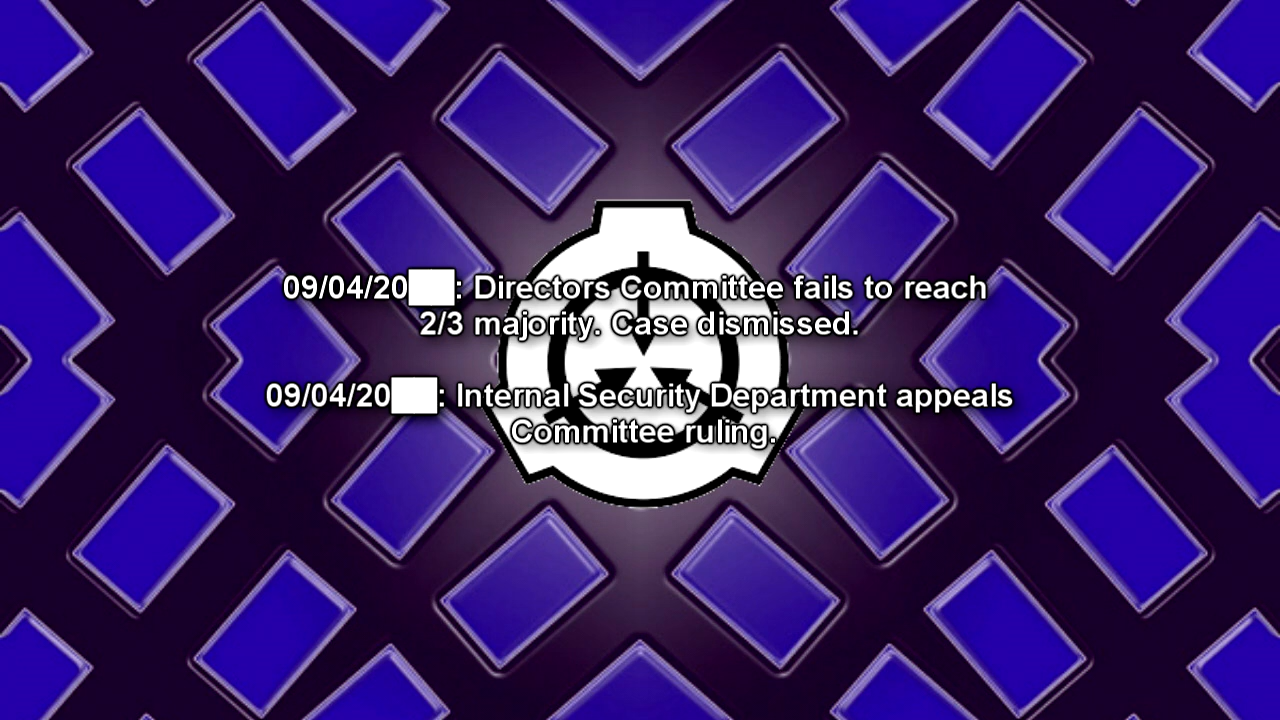 09/04/20██: Directors Committee fails to reach
2/3 majority. Case dismissed.
09/04/20██: Internal Security Department appeals
Committee ruling.